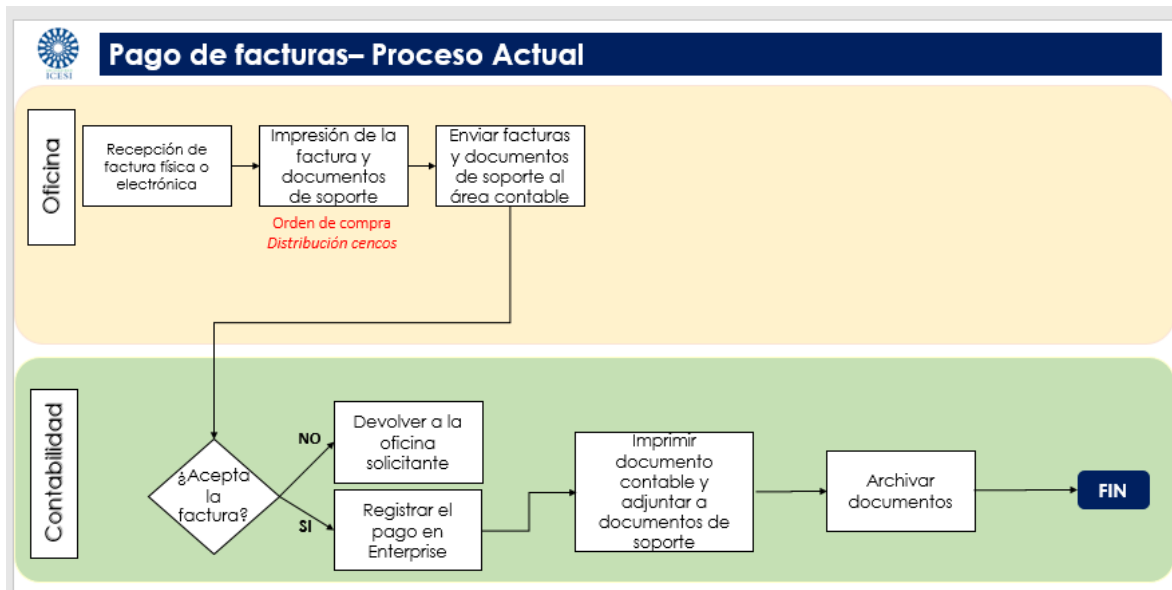 Pago de facturas– Proceso Actual
ICESI
Oficina
Recepción de
factura física o
electrónica
Impresión de la
factura y
documentos
de soporte
Orden de compra
Distribución cencos
Enviar facturas
y documentos
de soporte al
área contable
Contabilidad
¿Acepta
la
factura?
NO
Devolver a la
oficina
solicitante
SI
Registrar el
pago en
Enterprise
Imprimir
documento
contable y
adjuntar a
documentos de
soporte
Archivar
documentos
FIN